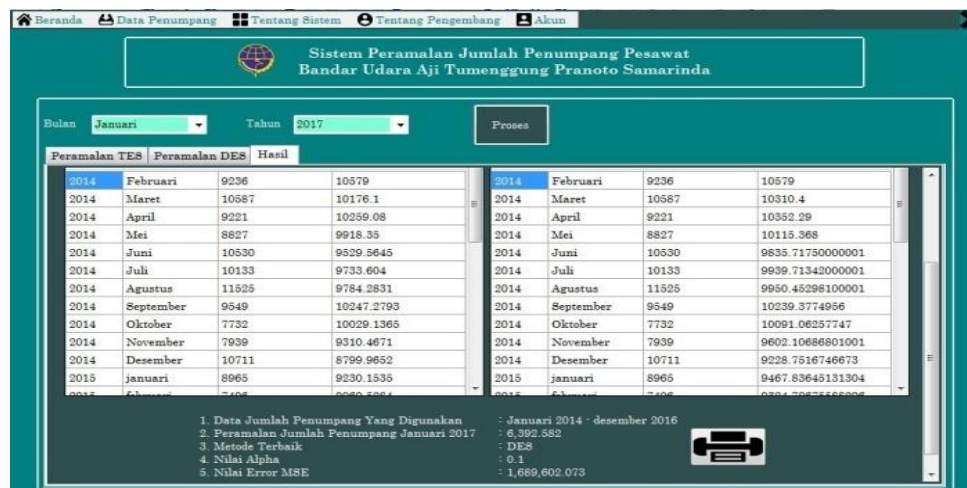 Beranda Data Penumpang Tentang Sistem Tentang Pengembang Akun
Sistem Peramalan Jumlah Penumpang Pesawat
Bandar Udara Aji Tumenggung Pranoto Samarinda
Bulan Januari Tahun 2017 Proses
Peramalan TES Peramalan DES Hasil
2014 Februari 9236 10579 2014 Februari 9236 10579
2014 Maret 10587 10176.1 2014 Maret 10587 10310.4
2014 April 9221 10259.08 2014 April 9221 10352.29
2014 Mei 8827 9918.35 2014 Mei 8827 10115.368
2014 Juni 10530 9529.5645 2014 Juni 10530 9835.71750000001
2014 Juli 10133 9733.604 2014 Juli 10133 9939.71342000001
2014 Agustus 11525 9784.2831 2014 Agustus 11525 9950.45298100001
2014 September 9549 10247.2793 2014 September 9549 10239.3774956
2014 Oktober 7732 10029.1365 2014 Oktober 7732 10091.06257747
2014 November 7939 9310.4671 2014 November 7939 9602.10686801001
2014 Desember 10711 8799.9652 2014 Desember 10711 9228.7516746673
2015 januari 8965 9230.1535 2015 januari 8965 9467.83645131304
1. Data Jumlah Penumpang Yang Digunakan : Januari 2014 - desember 2016
2. Peramalan Jumlah Penumpang Januari 2017 : 6,392.582
3. Metode Terbaik : DES
4. Nilai Alpha : 0.1
5. Nilai Error MSE : 1,689,602.073